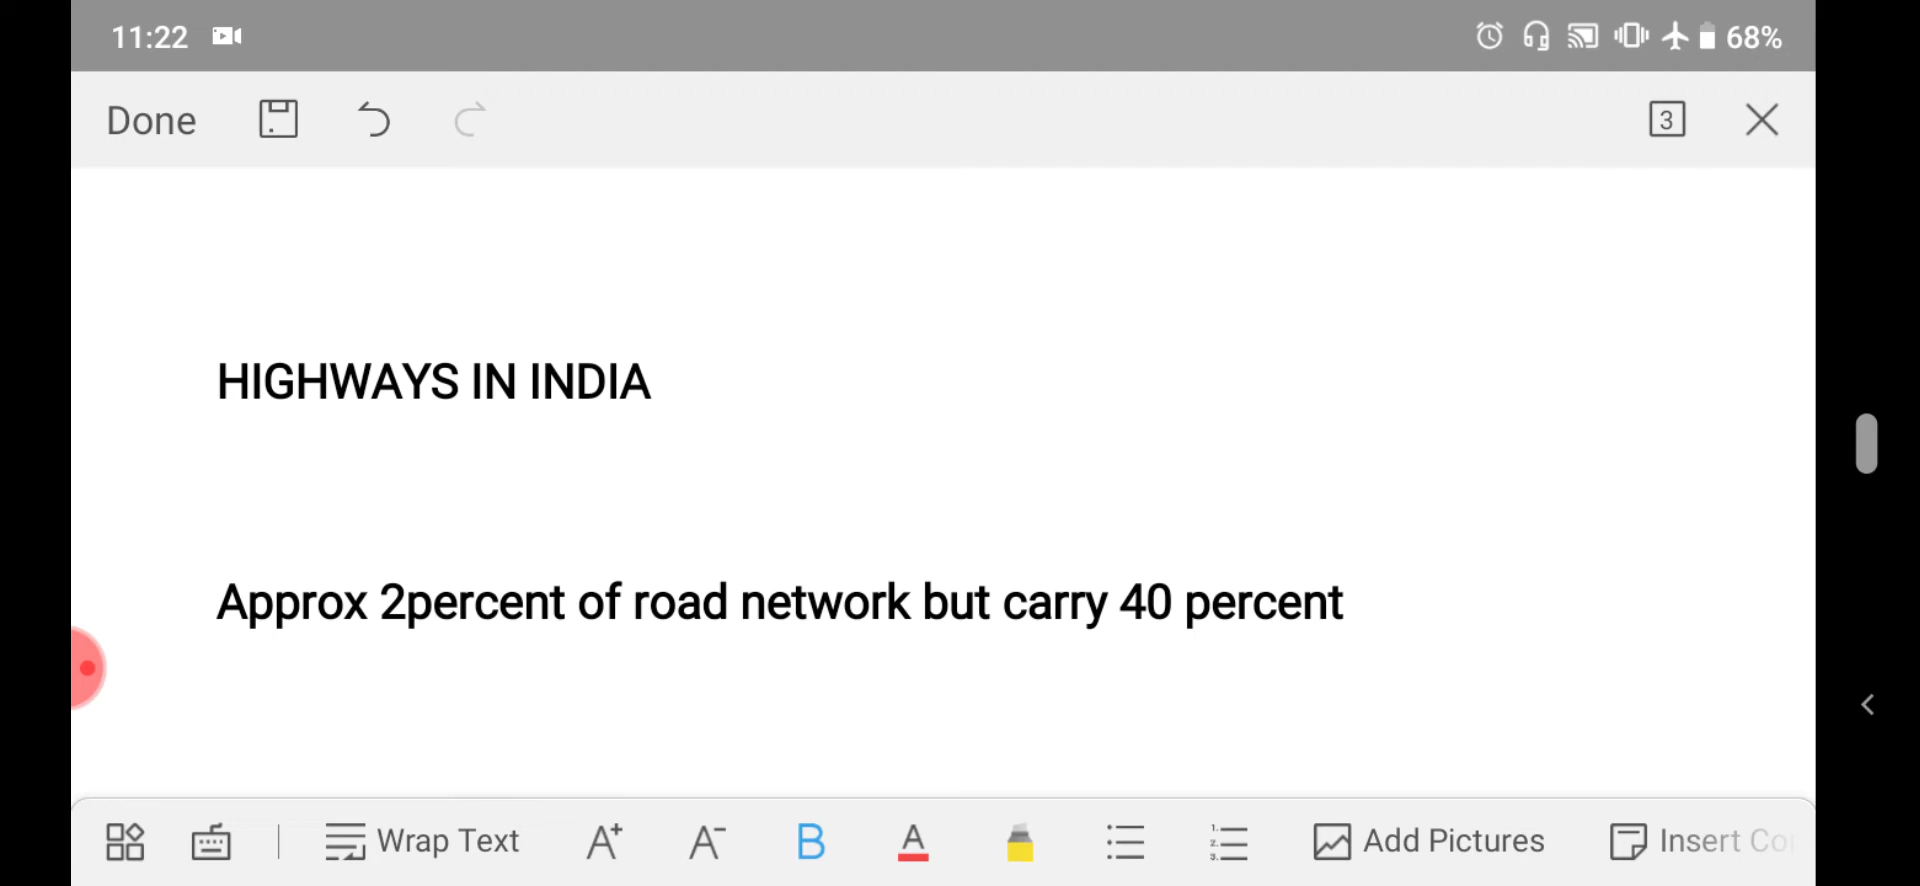 11:22
68%
Done
3
HIGHWAYS IN INDIA
Approx 2percent of road network but carry 40 percent
Wrap Text
Add Pictures
Insert Co